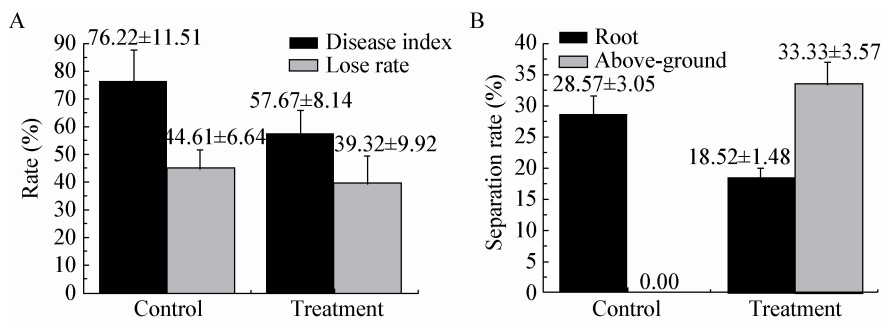 A
Rate (%)
90
80
70
60
50
40
30
20
10
0
76.22±11.51
44.61±6.64
57.67±8.14
39.32±9.92
Disease index
Lose rate
Control
Treatment
B
Separation rate (%)
40
35
30
25
20
15
10
5
0
Root
Above-ground
28.57±3.05
0.00
18.52±1.48
33.33±3.57
Control
Treatment